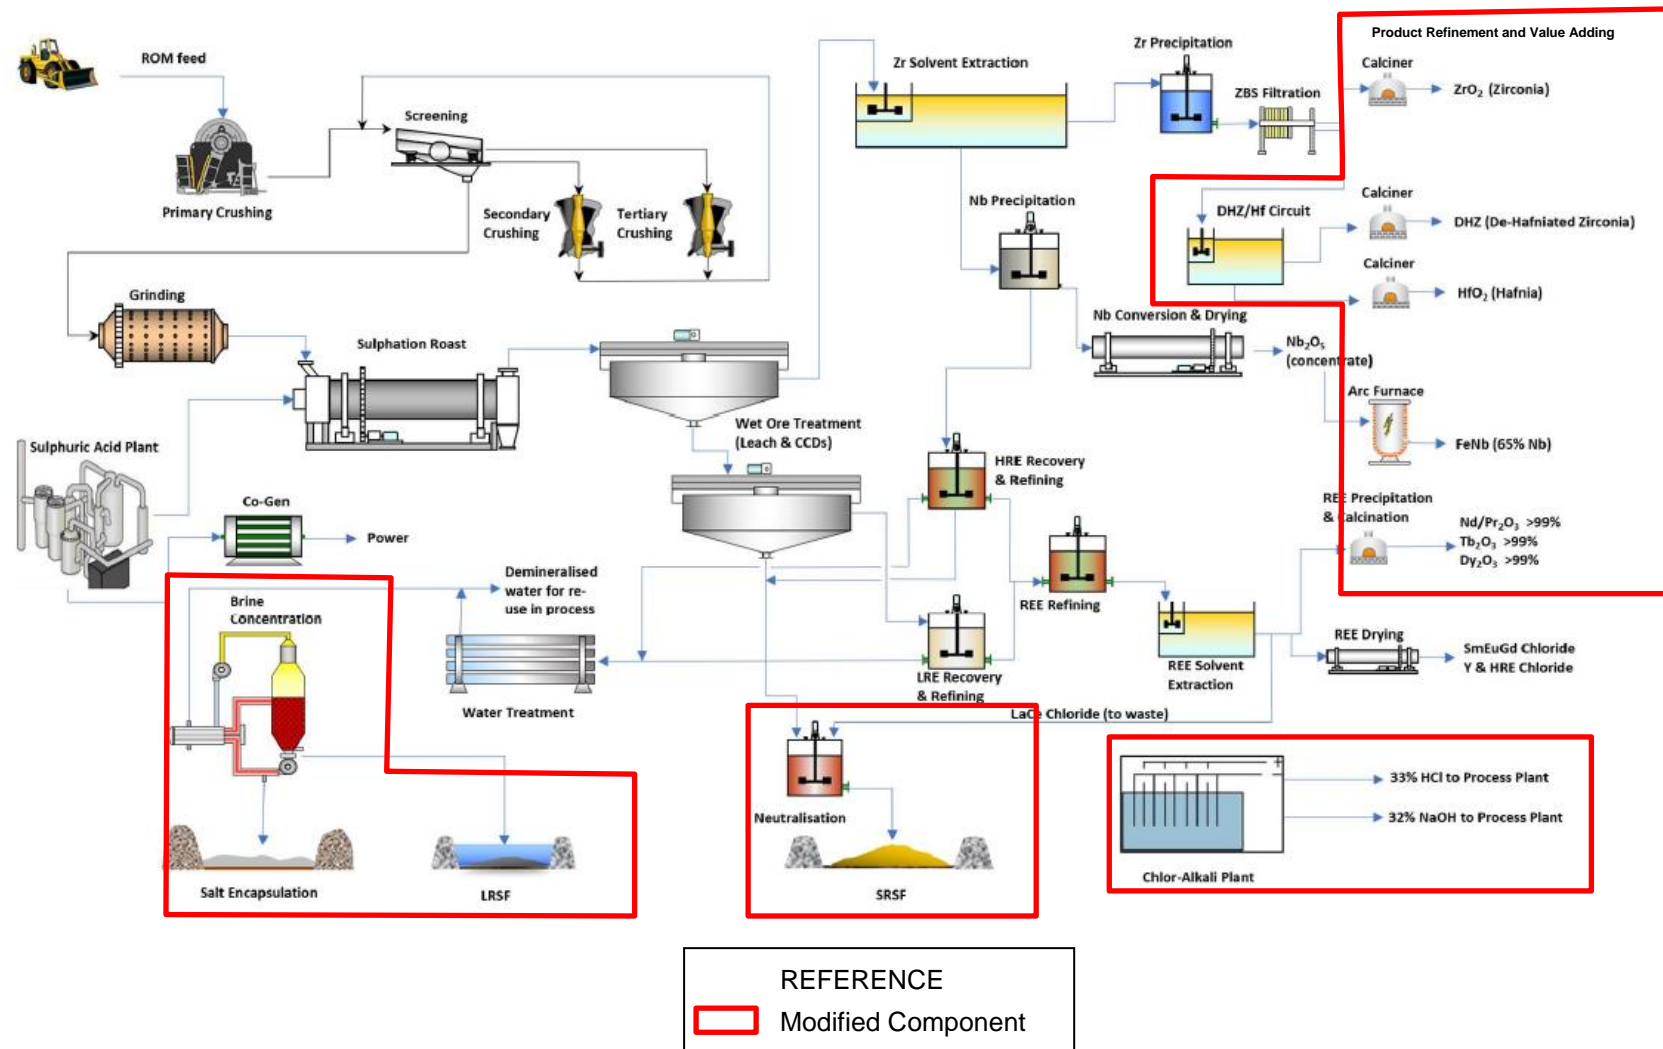 Product Refinement and Value Adding
ROM feed
Zr Precipitation
Calciner
Zr Solvent Extraction
ZrO₂ (Zirconia)
ZBS Filtration
Screening
Primary Crushing
Secondary
Crushing
Tertiary
Crushing
Nb Precipitation
DHZ/Hf Circuit
Calciner
DHZ (De-Hafniated Zirconia)
Calciner
HfO₂ (Hafnia)
Grinding
Nb Conversion & Drying
Sulphation Roast
Nb₂O₅
(concentrate)
Arc Furnace
Wet Ore Treatment
(Leach & CCDs)
Sulphuric Acid Plant
FeNb (65% Nb)
HRE Recovery
& Refining
Co-Gen
Power
REE Precipitation
& Calcination
Nd/Pr₂O₃ >99%
Tb₂O₃ >99%
Dy₂O₃ >99%
Demineralised
water for re-
use in process
Brine
Concentration
REE Refining
REE Drying
SmEuGd Chloride
Y & HRE Chloride
REE Solvent
Extraction
LRE Recovery
& Refining
Water Treatment
LaCe Chloride (to waste)
33% HCl to Process Plant
32% NaOH to Process Plant
Neutralisation
Chlor-Alkali Plant
Salt Encapsulation
LRSF
SRSF
REFERENCE
Modified Component